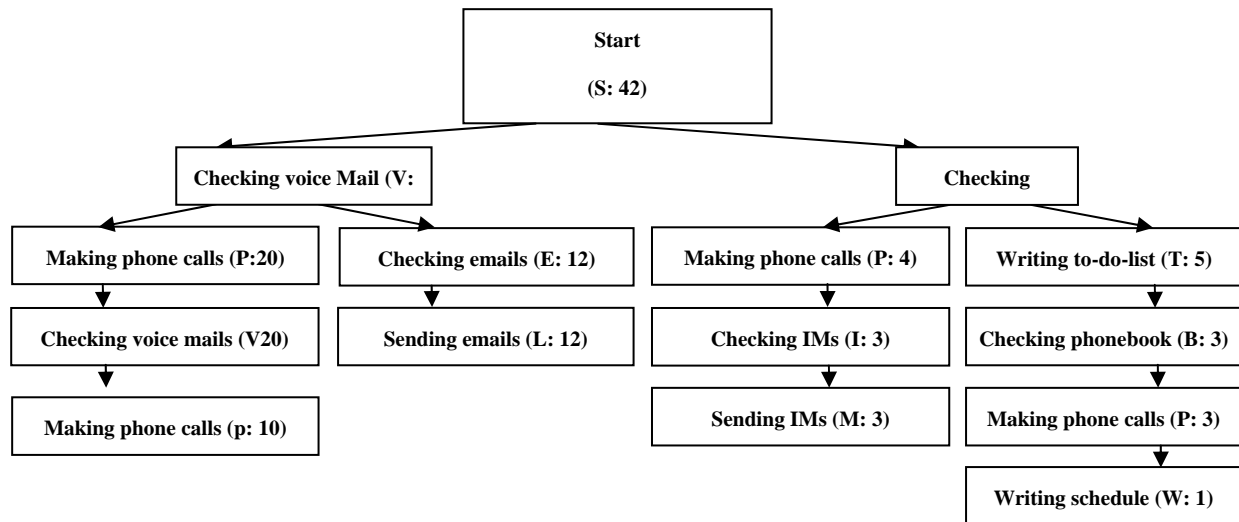 Start
(S: 42)
Checking voice Mail (V:
Checking
Making phone calls (P:20)
Checking emails (E: 12)
Making phone calls (P: 4)
Writing to-do-list (T: 5)
Checking voice mails (V20)
Sending emails (L: 12)
Checking IMs (I: 3)
Checking phonebook (B: 3)
Making phone calls (p: 10)
Sending IMs (M: 3)
Making phone calls (P: 3)
Writing schedule (W: 1)